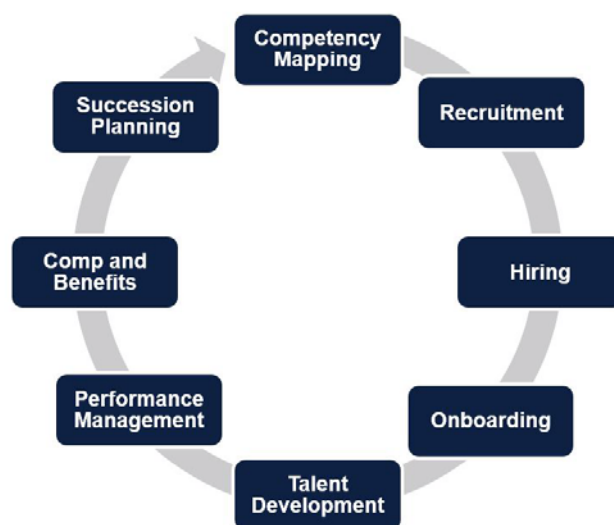 Competency
Mapping
Recruitment
Hiring
Onboarding
Talent
Development
Performance
Management
Comp and
Benefits
Succession
Planning